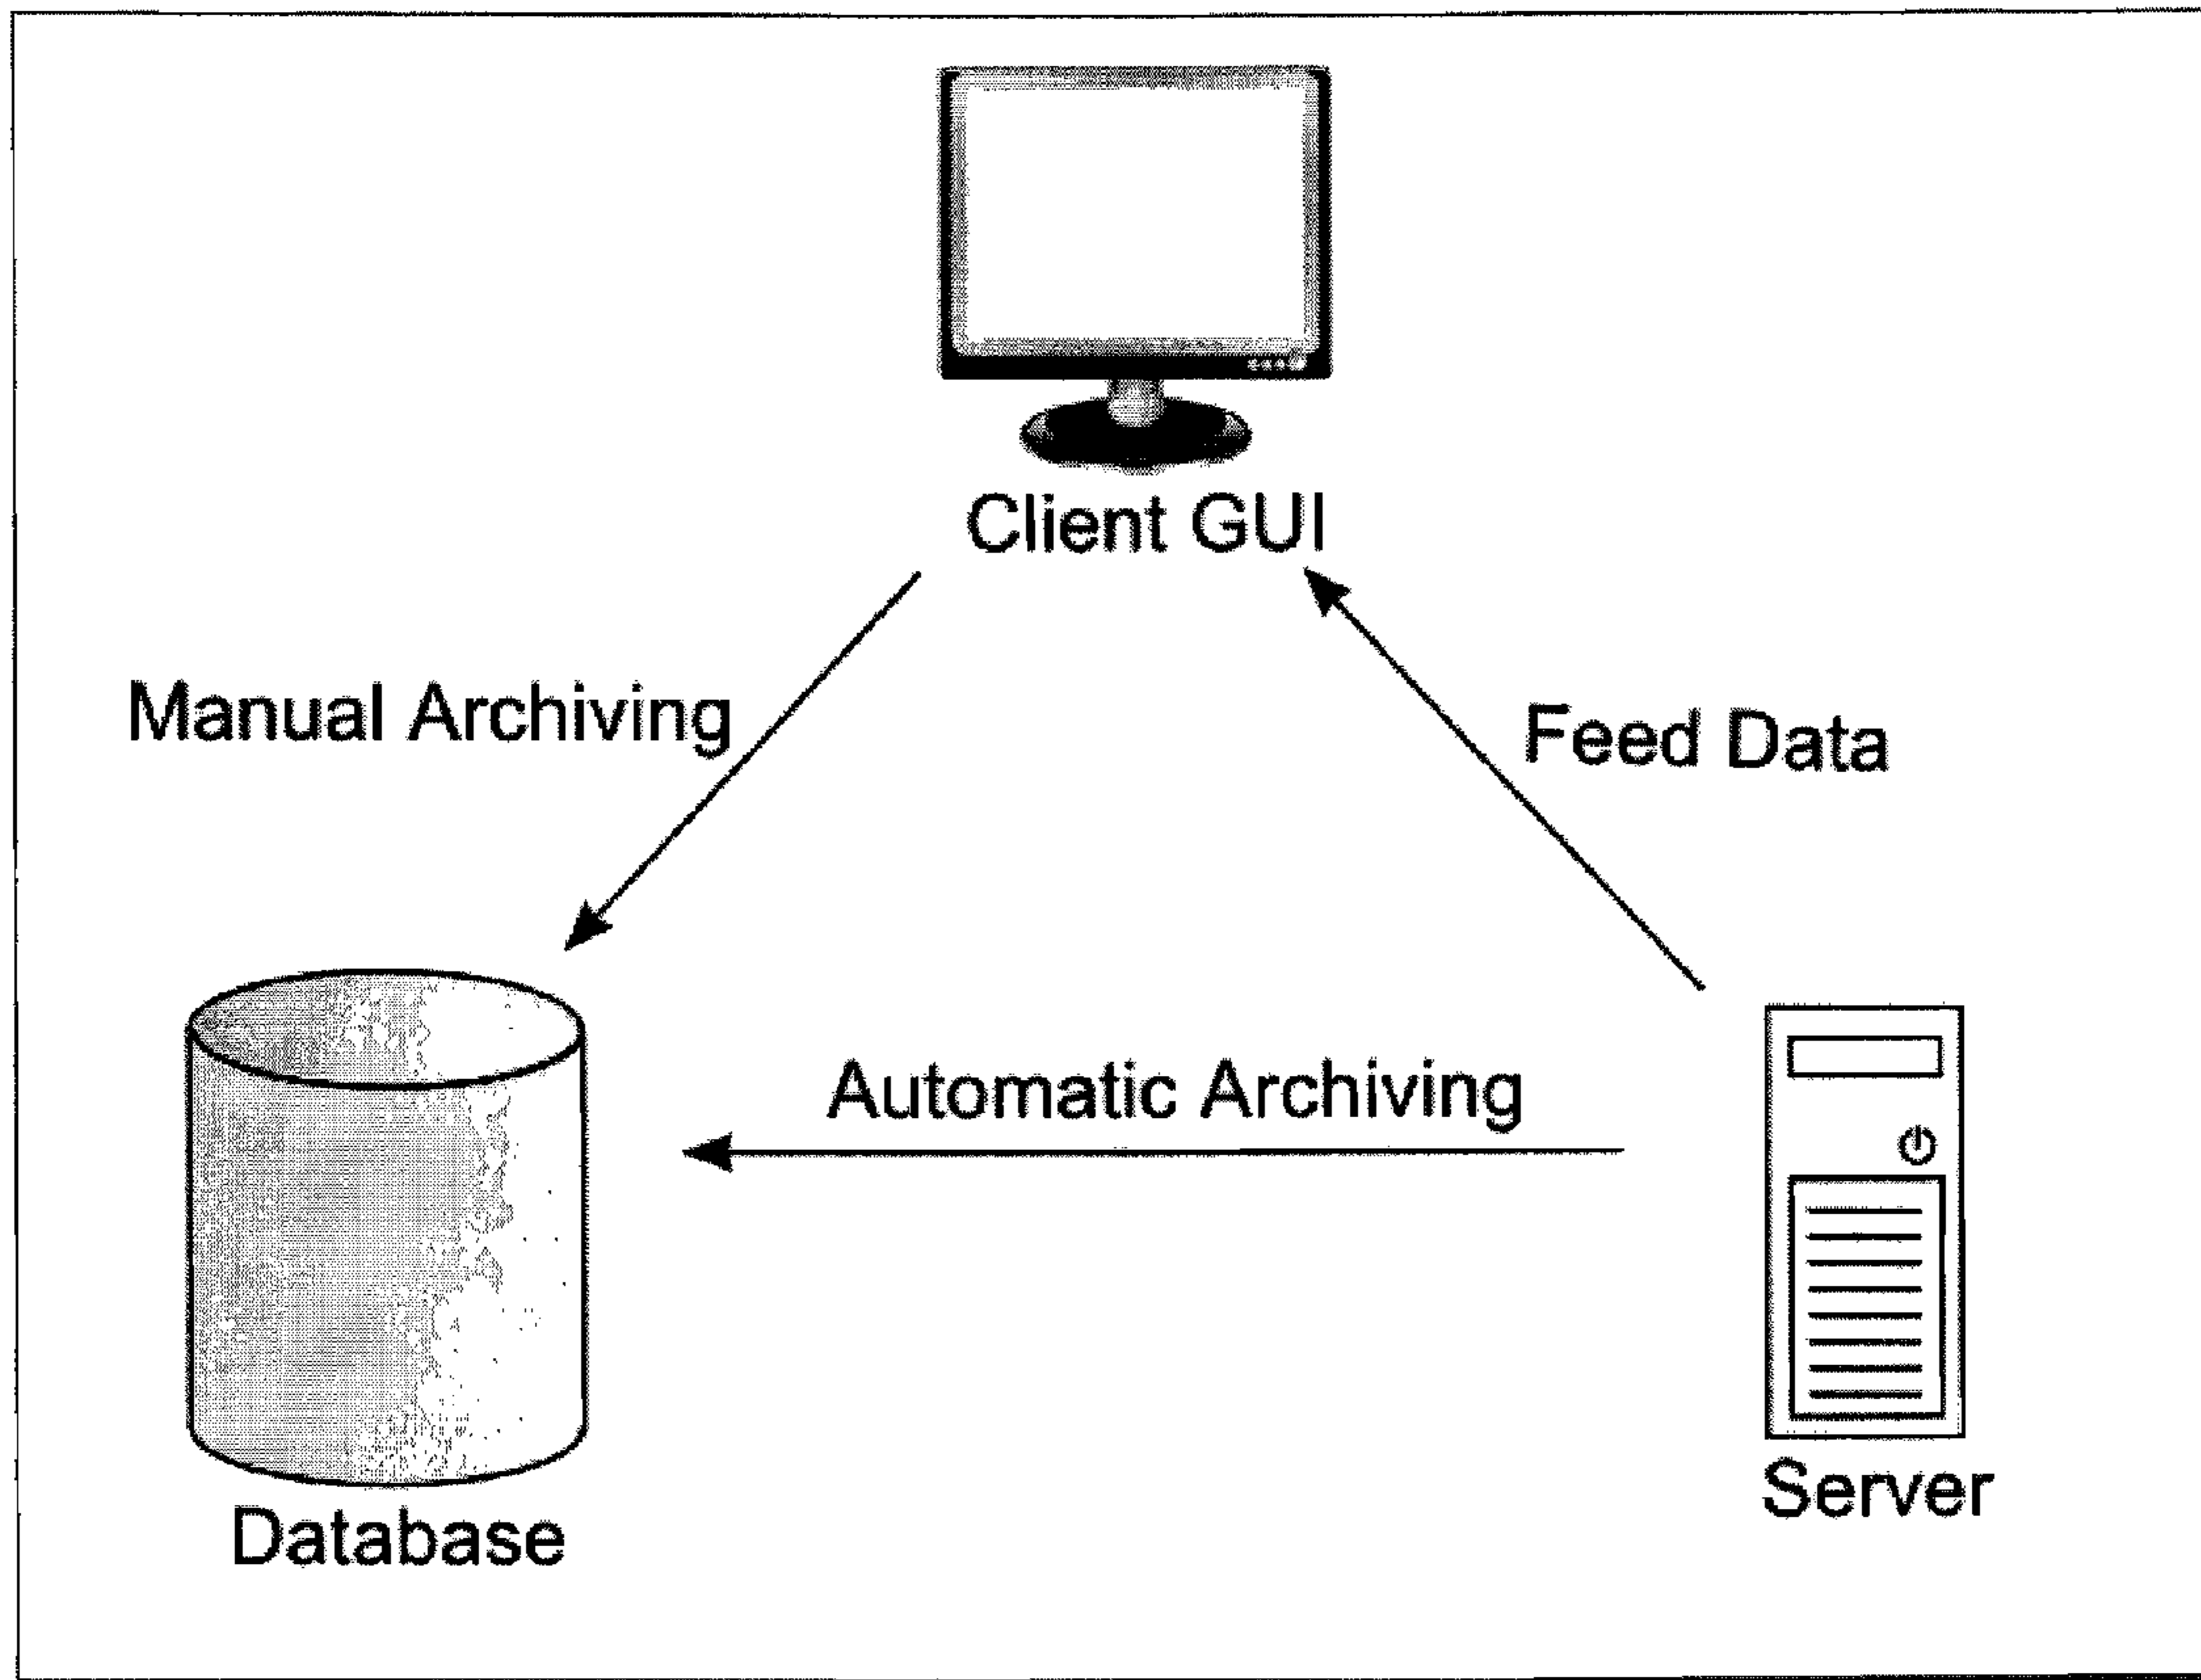 Client GUI
Manual Archiving
Feed Data
Automatic Archiving
Server
Database